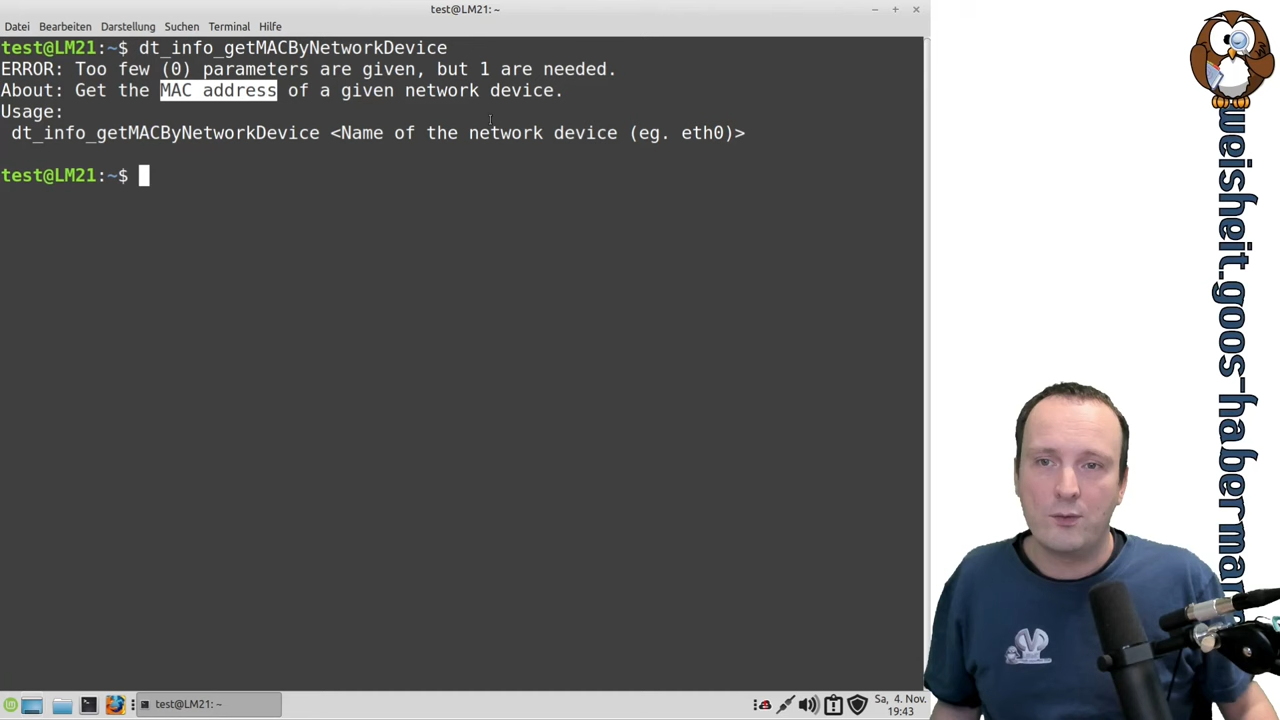 test@LM21: ~
Datei Bearbeiten Darstellung Suchen Terminal Hilfe
test@LM21:~$ dt_info_getMACByNetworkDevice
ERROR: Too few (0) parameters are given, but 1 are needed.
About: Get the MAC address of a given network device.
Usage:
 dt_info_getMACByNetworkDevice <Name of the network device (eg. eth0)>
test@LM21:~$
test@LM21: ~
Sa, 4. Nov.
19:43
weisheit.goos-haberman